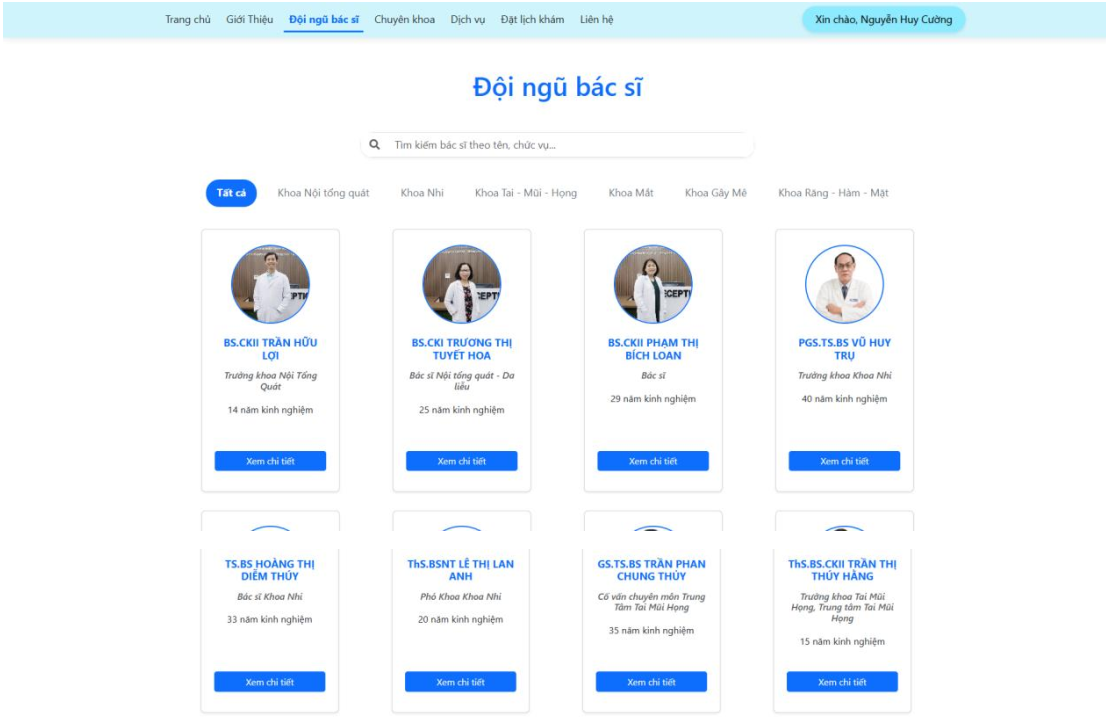 Trang chủ Giới Thiệu Đội ngũ bác sĩ Chuyên khoa Dịch vụ Đặt lịch khám Liên hệ Xin chào, Nguyễn Huy Cường
Đội ngũ bác sĩ
Tìm kiếm bác sĩ theo tên, chức vụ...
Tất cả Khoa Nội tổng quát Khoa Nhi Khoa Tai - Mũi - Họng Khoa Mắt Khoa Gây Mê Khoa Răng - Hàm - Mặt
BS.CKII TRẦN HỮU
LỢI
Trưởng khoa Nội Tổng
Quát
14 năm kinh nghiệm
Xem chi tiết
BS.CKI TRƯƠNG THỊ
TUYẾT HOA
Bác sĩ Nội tổng quát - Da
liễu
25 năm kinh nghiệm
Xem chi tiết
BS.CKII PHẠM THỊ
BÍCH LOAN
Bác sĩ
29 năm kinh nghiệm
Xem chi tiết
PGS.TS.BS VŨ HUY
TRỤ
Trưởng khoa Khoa Nhi
40 năm kinh nghiệm
Xem chi tiết
TS.BS HOÀNG THỊ
DIỄM THÚY
Bác sĩ Khoa Nhi
33 năm kinh nghiệm
Xem chi tiết
ThS.BSNT LÊ THỊ LAN
ANH
Phó Khoa Khoa Nhi
20 năm kinh nghiệm
Xem chi tiết
GS.TS.BS TRẦN PHAN
CHUNG THỦY
Cố vấn chuyên môn Trung
Tâm Tai Mũi Họng
35 năm kinh nghiệm
Xem chi tiết
ThS.BS.CKII TRẦN THỊ
THÚY HẰNG
Trưởng khoa Tai Mũi
Họng, Trung tâm Tai Mũi
Họng
15 năm kinh nghiệm
Xem chi tiết